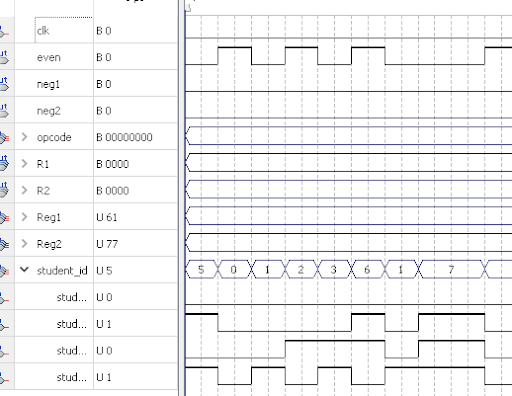 clk B 0
even B 0
neg1 B 0
neg2 B 0
opcode B 00000000
R1 B 0000
R2 B 0000
Reg1 U 61
Reg2 U 77
student_id U 5 5 0 1 2 3 6 1 7
stud... U 0
stud... U 1
stud... U 0
stud... U 1